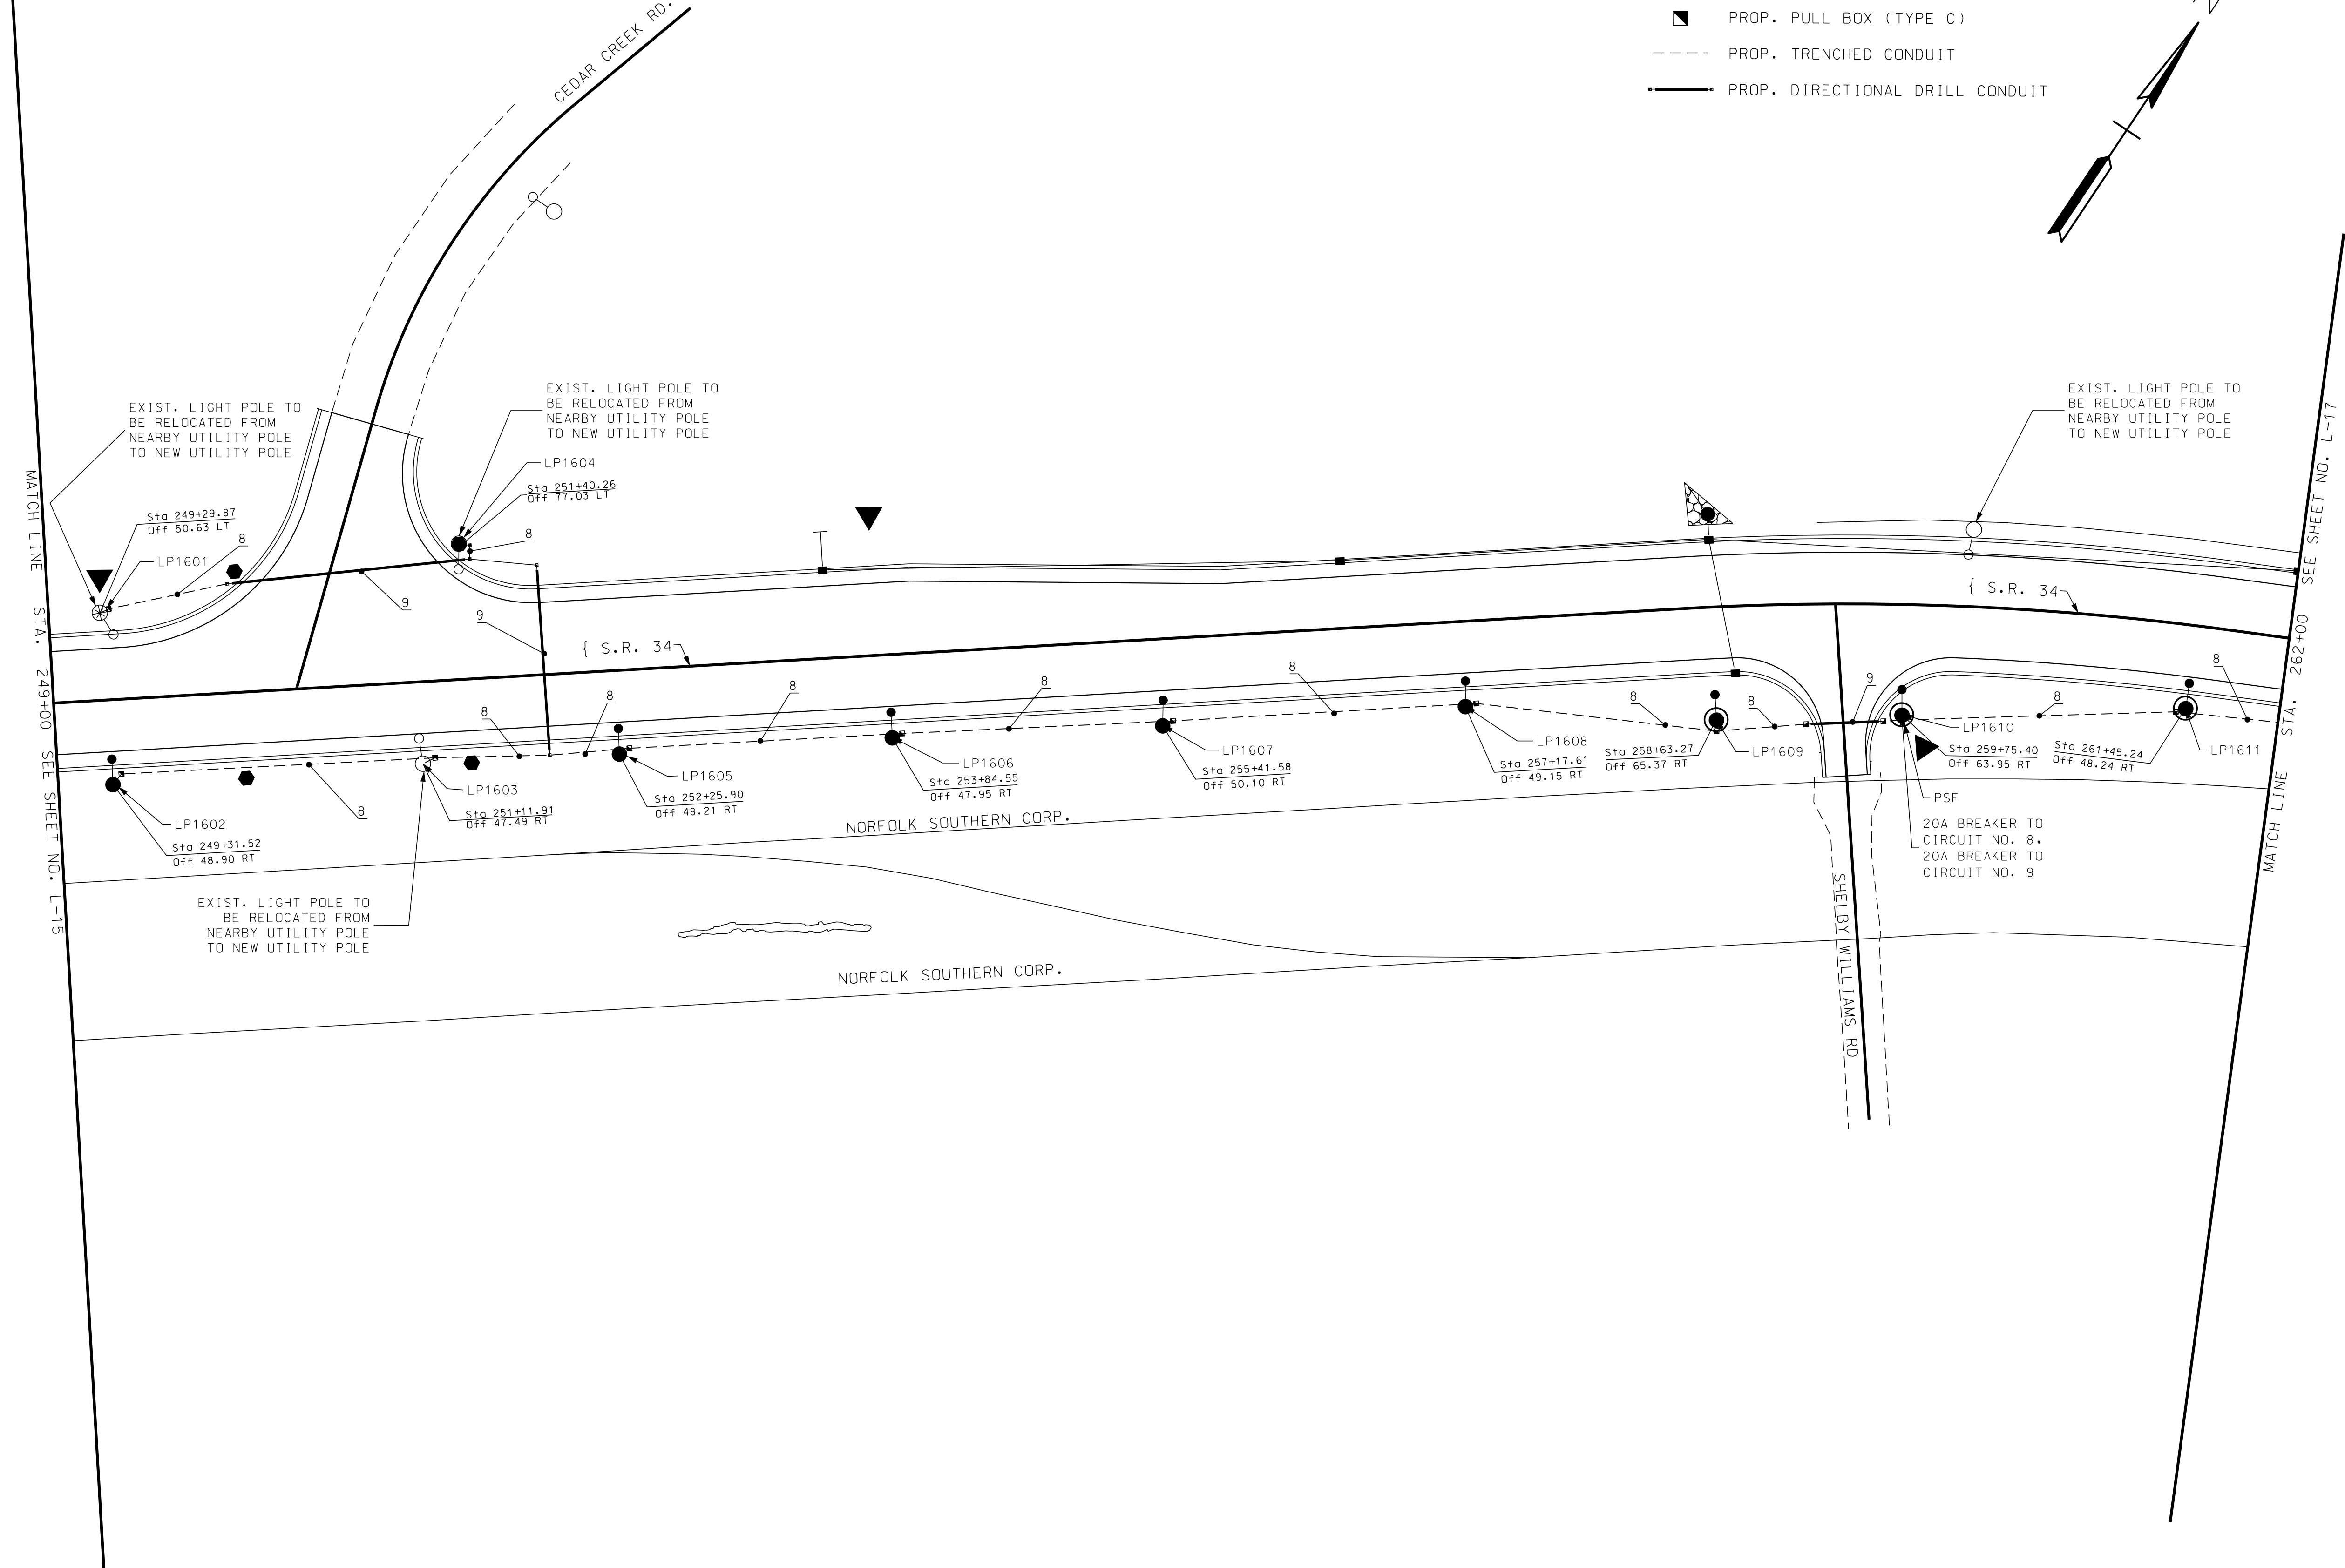 PROP. PULL BOX (TYPE C)
PROP. TRENCHED CONDUIT
PROP. DIRECTIONAL DRILL CONDUIT
CEDAR CREEK RD.
EXIST. LIGHT POLE TO
BE RELOCATED FROM
NEARBY UTILITY POLE
TO NEW UTILITY POLE
EXIST. LIGHT POLE TO
BE RELOCATED FROM
NEARBY UTILITY POLE
TO NEW UTILITY POLE
EXIST. LIGHT POLE TO
BE RELOCATED FROM
NEARBY UTILITY POLE
TO NEW UTILITY POLE
MATCH LINE STA. 249+00 SEE SHEET NO. L-15
Sta 249+29.87
Off 50.63 LT
LP1601
8
9
LP1604
Sta 251+40.26
Off 77.03 LT
8
9
{ S.R. 34
{ S.R. 34
8
8
8
8
8
8
8
9
8
8
8
LP1602
Sta 249+31.52
Off 48.90 RT
LP1603
Sta 251+11.91
Off 47.49 RT
LP1605
Sta 252+25.90
Off 48.21 RT
LP1606
Sta 253+84.55
Off 47.95 RT
LP1607
Sta 255+41.58
Off 50.10 RT
LP1608
Sta 257+17.61
Off 49.15 RT
Sta 258+63.27
Off 65.37 RT
LP1609
LP1610
Sta 259+75.40
Off 63.95 RT
Sta 261+45.24
Off 48.24 RT
LP1611
PSF
20A BREAKER TO
CIRCUIT NO. 8,
20A BREAKER TO
CIRCUIT NO. 9
EXIST. LIGHT POLE TO
BE RELOCATED FROM
NEARBY UTILITY POLE
TO NEW UTILITY POLE
NORFOLK SOUTHERN CORP.
NORFOLK SOUTHERN CORP.
SHELBY WILLIAMS RD
MATCH LINE STA. 262+00 SEE SHEET NO. L-17